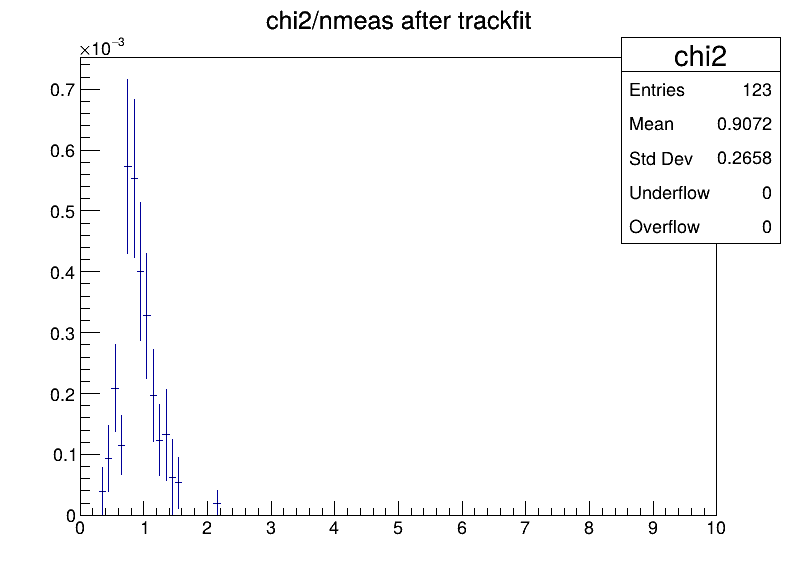 chi2/nmeas after trackfit
×10⁻³
chi2
Entries 123
Mean 0.9072
Std Dev 0.2658
Underflow 0
Overflow 0
0.7
0.6
0.5
0.4
0.3
0.2
0.1
0
0 1 2 3 4 5 6 7 8 9 10